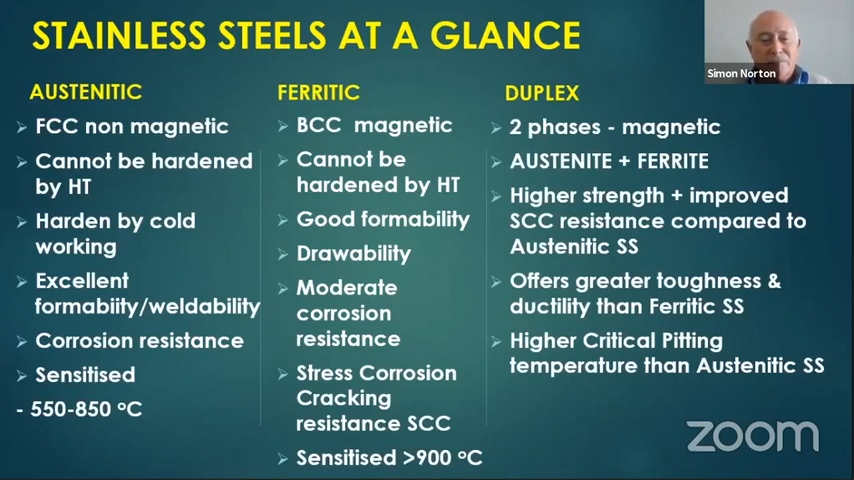 STAINLESS STEELS AT A GLANCE
Simon Norton
AUSTENITIC
FCC non magnetic
Cannot be hardened
by HT
Harden by cold
working
Excellent
formabiity/weldability
Corrosion resistance
Sensitised
- 550-850 ºC
FERRITIC
BCC magnetic
Cannot be
hardened by HT
Good formability
Drawability
Moderate
corrosion
resistance
Stress Corrosion
Cracking
resistance SCC
Sensitised >900 ºC
DUPLEX
2 phases - magnetic
AUSTENITE + FERRITE
Higher strength + improved
SCC resistance compared to
Austenitic SS
Offers greater toughness &
ductility than Ferritic SS
Higher Critical Pitting
temperature than Austenitic SS
zoom